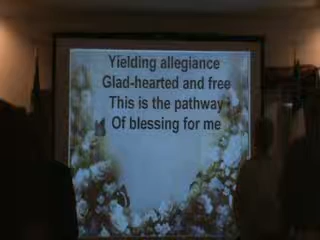 Yielding allegiance
Glad-hearted and free
This is the pathway
Of blessing for me